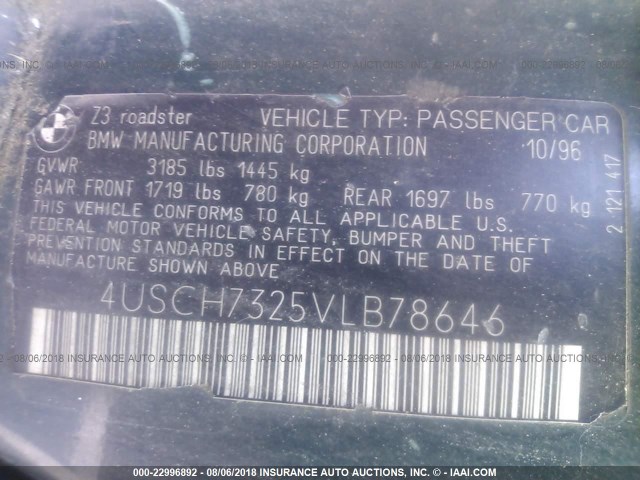 Z3 roadster VEHICLE TYP: PASSENGER CAR
BMW MANUFACTURING CORPORATION 10/96
GVWR 3185 lbs 1445 kg
GAWR FRONT 1719 lbs 780 kg REAR 1697 lbs 770 kg
THIS VEHICLE CONFORMS TO ALL APPLICABLE U.S.
FEDERAL MOTOR VEHICLE SAFETY, BUMPER AND THEFT
PREVENTION STANDARDS IN EFFECT ON THE DATE OF
MANUFACTURE SHOWN ABOVE
2 121 417
4USCH7325VLB78646
000-22996892 - 08/06/2018 INSURANCE AUTO AUCTIONS, INC. - © - IAAI.COM